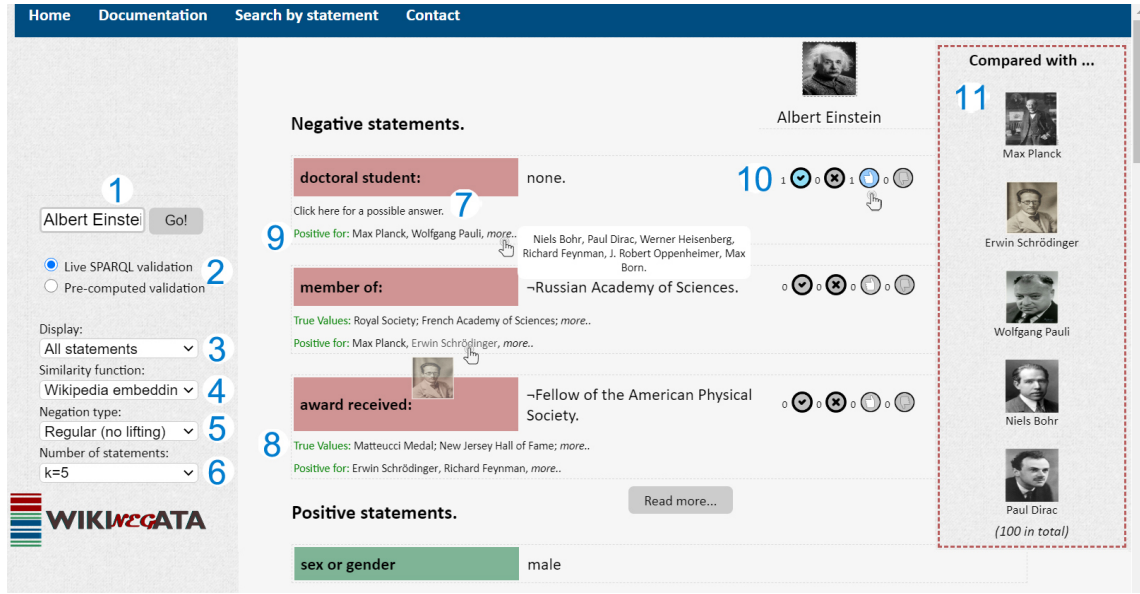 Home Documentation Search by statement Contact
1
Albert Einstei Go!
Live SPARQL validation
2
Pre-computed validation
Display:
All statements
3
Similarity function:
Wikipedia embeddin
4
Negation type:
Regular (no lifting)
5
Number of statements:
k=5
6
WIKINEGATA
Albert Einstein
Negative statements.
doctoral student: none.
10 1 0 1 0
Click here for a possible answer. 7
9 Positive for: Max Planck, Wolfgang Pauli, more..
Niels Bohr, Paul Dirac, Werner Heisenberg,
Richard Feynman, J. Robert Oppenheimer, Max
Born.
member of: ¬Russian Academy of Sciences. 0 0 0 0
True Values: Royal Society; French Academy of Sciences; more..
Positive for: Max Planck, Erwin Schrödinger, more..
award received: ¬Fellow of the American Physical
Society.
0 0 0 0
8 True Values: Matteucci Medal; New Jersey Hall of Fame; more..
Positive for: Erwin Schrödinger, Richard Feynman, more..
Read more...
Positive statements.
sex or gender male
Compared with ...
11
Max Planck
Erwin Schrödinger
Wolfgang Pauli
Niels Bohr
Paul Dirac
(100 in total)